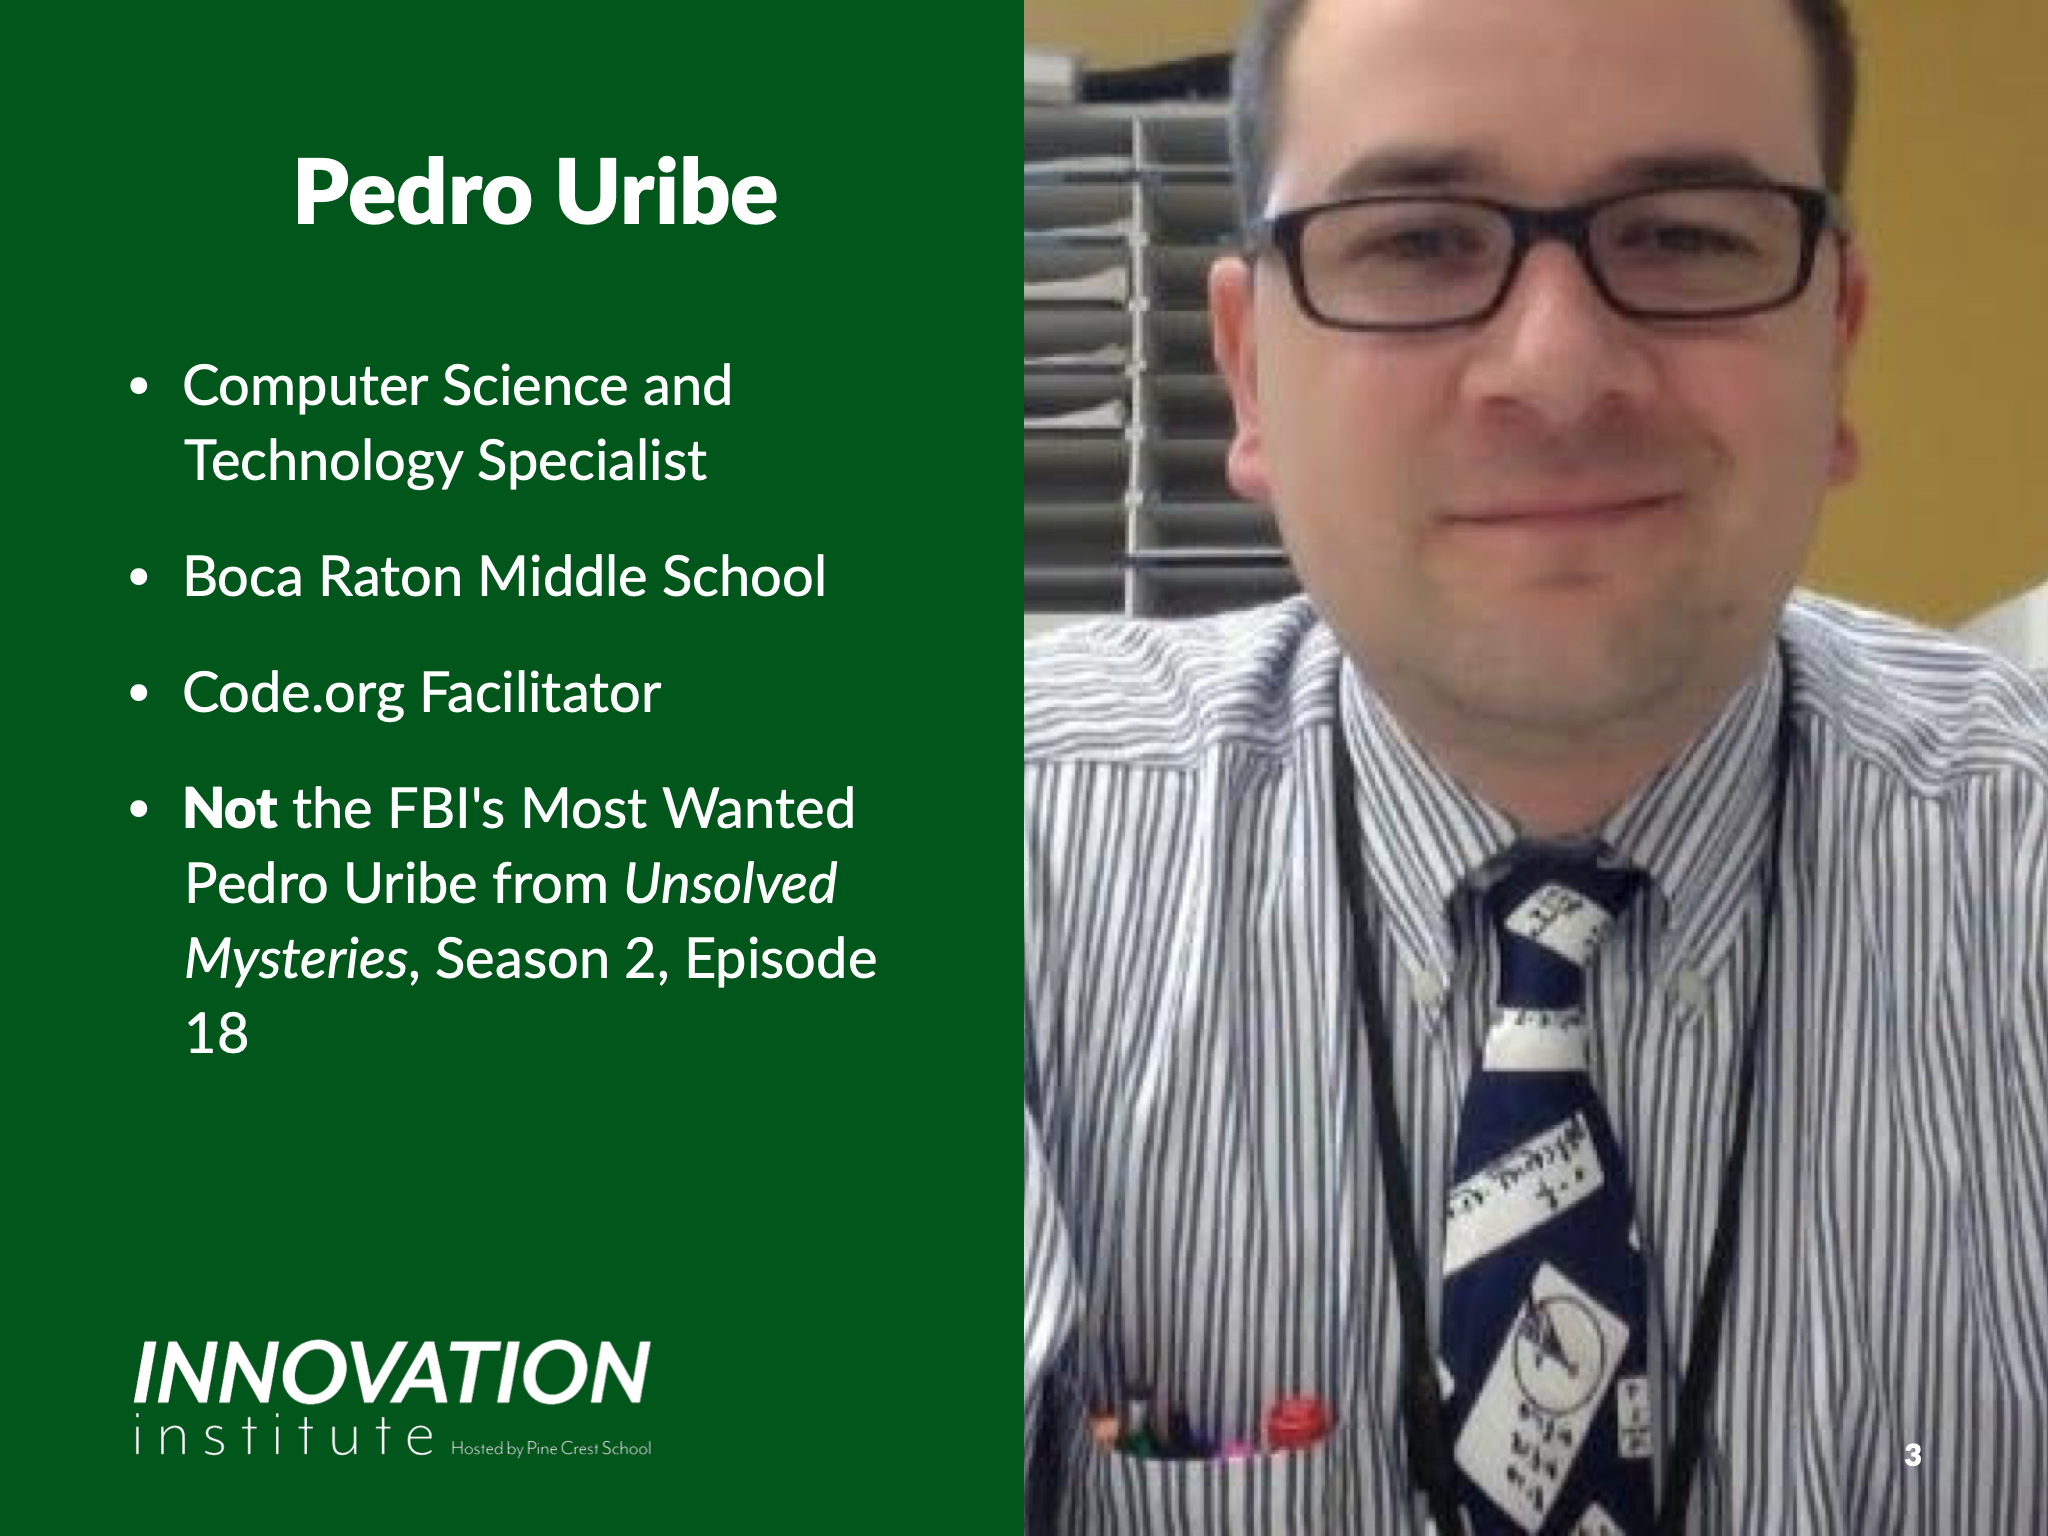 Pedro Uribe
• Computer Science and
Technology Specialist
• Boca Raton Middle School
• Code.org Facilitator
• Not the FBI's Most Wanted
Pedro Uribe from Unsolved
Mysteries, Season 2, Episode
18
INNOVATION
institute Hosted by Pine Crest School
3